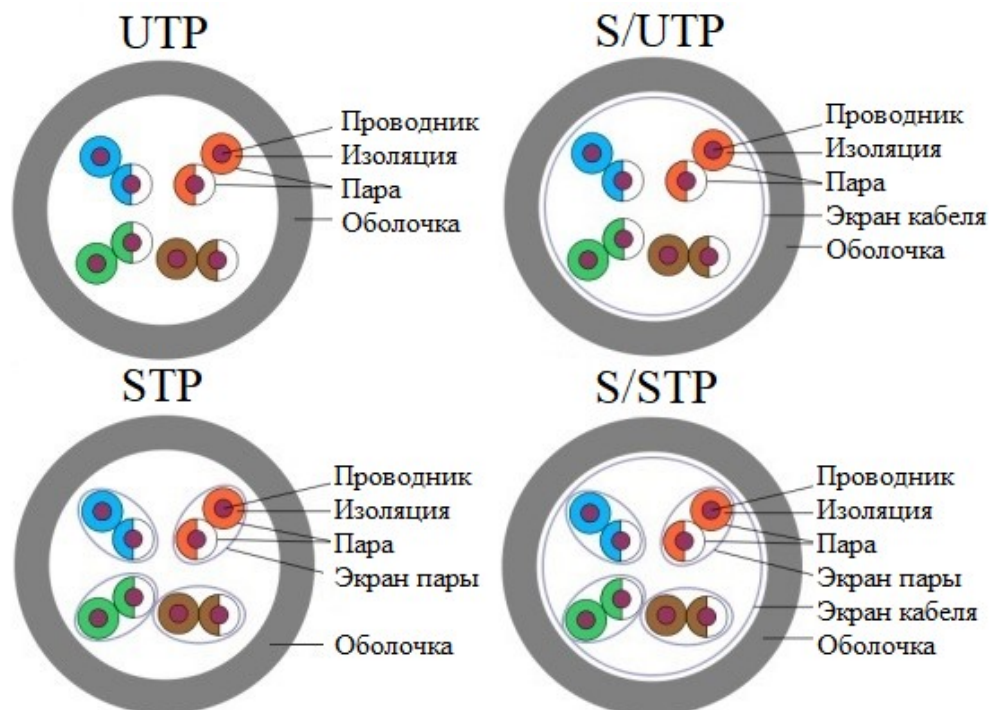 UTP
Проводник
Изоляция
Пара
Оболочка
S/UTP
Проводник
Изоляция
Пара
Экран кабеля
Оболочка
STP
Проводник
Изоляция
Пара
Экран пары
Оболочка
S/STP
Проводник
Изоляция
Пара
Экран пары
Экран кабеля
Оболочка